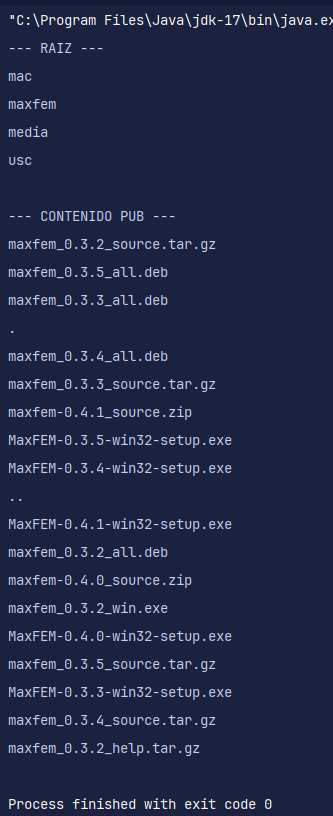 "C:\Program Files\Java\jdk-17\bin\java.ex
--- RAIZ ---
mac
maxfem
media
usc
--- CONTENIDO PUB ---
maxfem_0.3.2_source.tar.gz
maxfem_0.3.5_all.deb
maxfem_0.3.3_all.deb
.
maxfem_0.3.4_all.deb
maxfem_0.3.3_source.tar.gz
maxfem-0.4.1_source.zip
MaxFEM-0.3.5-win32-setup.exe
MaxFEM-0.3.4-win32-setup.exe
..
MaxFEM-0.4.1-win32-setup.exe
maxfem_0.3.2_all.deb
maxfem-0.4.0_source.zip
maxfem_0.3.2_win.exe
MaxFEM-0.4.0-win32-setup.exe
maxfem_0.3.5_source.tar.gz
MaxFEM-0.3.3-win32-setup.exe
maxfem_0.3.4_source.tar.gz
maxfem_0.3.2_help.tar.gz
Process finished with exit code 0